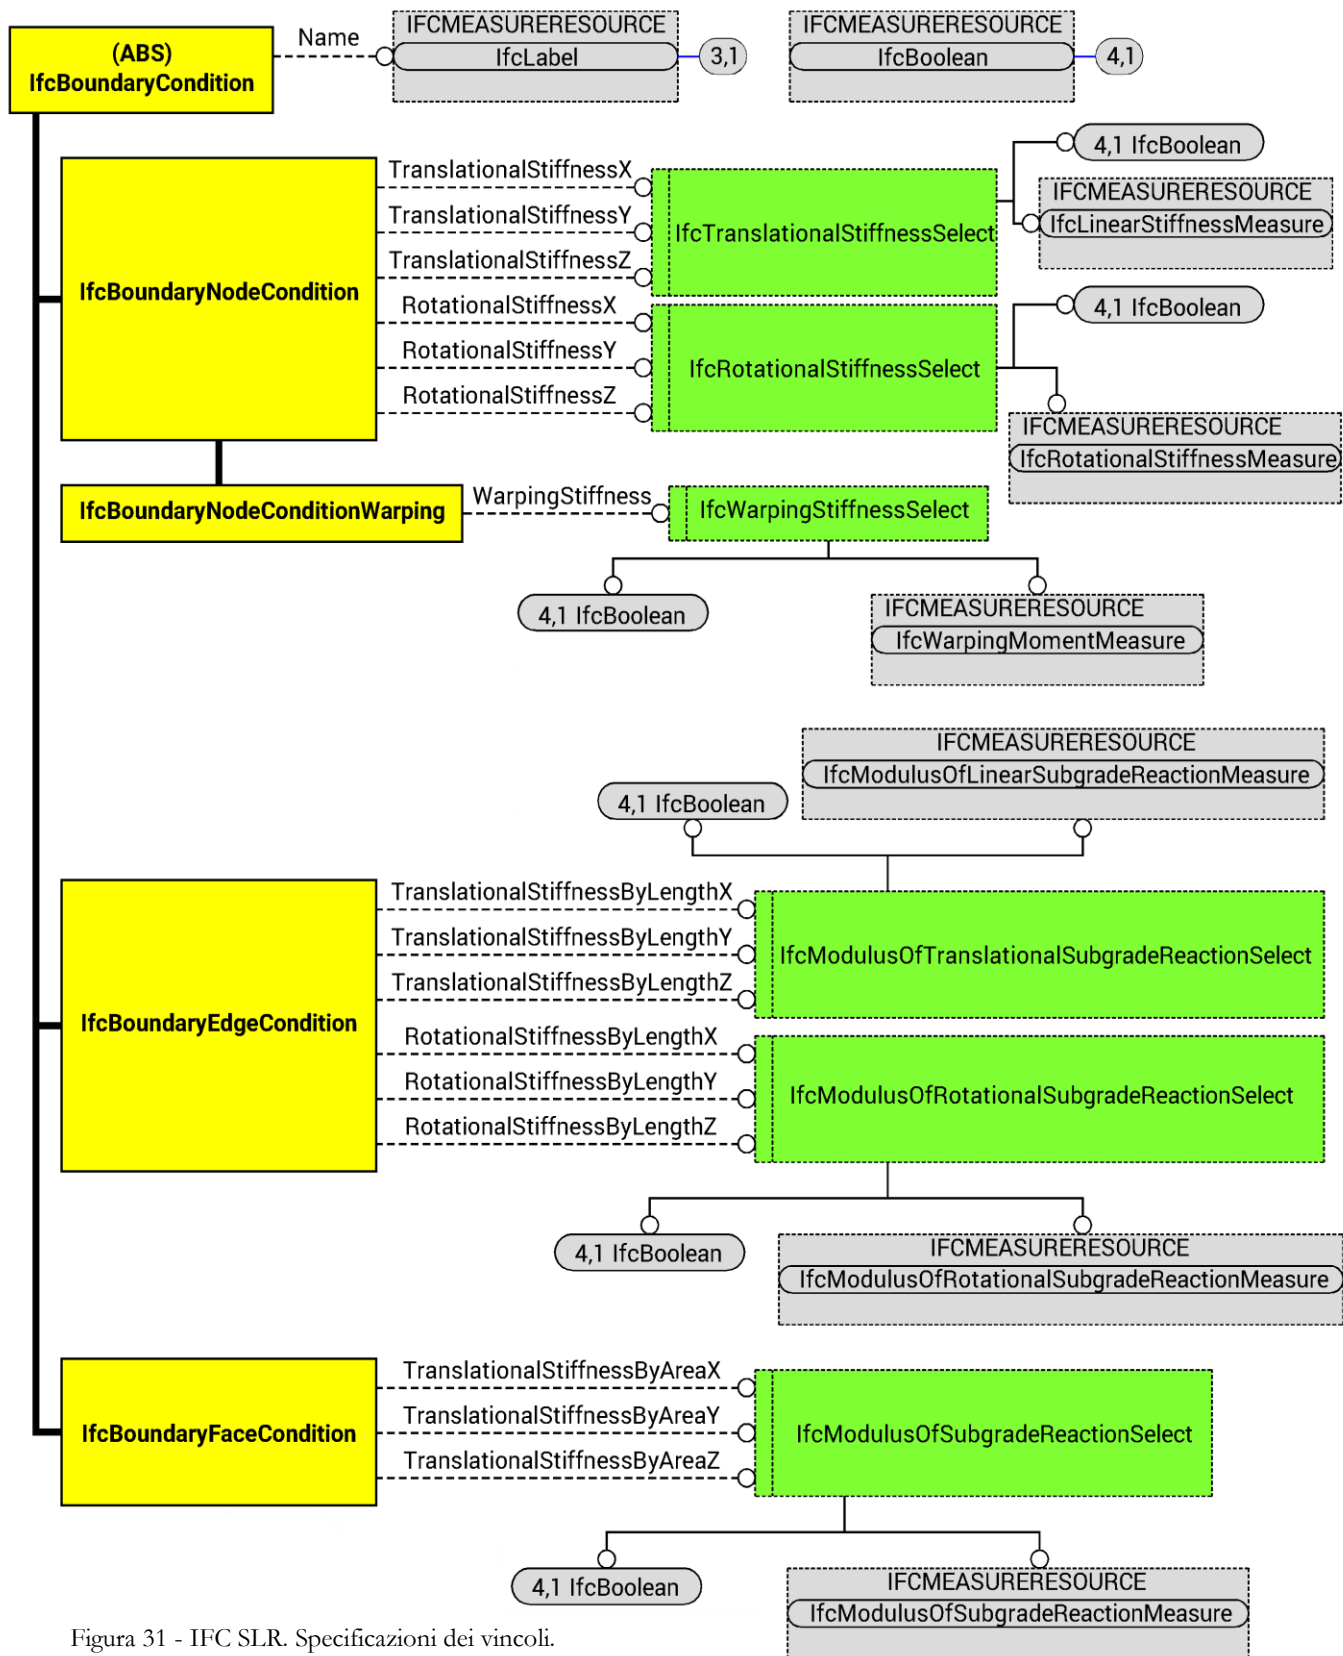 (ABS)
IfcBoundaryCondition
Name
IFCMEASURERESOURCE
IfcLabel
3,1
IFCMEASURERESOURCE
IfcBoolean
4,1
IfcBoundaryNodeCondition
TranslationalStiffnessX
TranslationalStiffnessY
TranslationalStiffnessZ
RotationalStiffnessX
RotationalStiffnessY
RotationalStiffnessZ
IfcTranslationalStiffnessSelect
4,1 IfcBoolean
IFCMEASURERESOURCE
IfcLinearStiffnessMeasure
IfcRotationalStiffnessSelect
4,1 IfcBoolean
IFCMEASURERESOURCE
IfcRotationalStiffnessMeasure
IfcBoundaryNodeConditionWarping
WarpingStiffness
IfcWarpingStiffnessSelect
4,1 IfcBoolean
IFCMEASURERESOURCE
IfcWarpingMomentMeasure
IFCMEASURERESOURCE
IfcModulusOfLinearSubgradeReactionMeasure
4,1 IfcBoolean
IfcBoundaryEdgeCondition
TranslationalStiffnessByLengthX
TranslationalStiffnessByLengthY
TranslationalStiffnessByLengthZ
IfcModulusOfTranslationalSubgradeReactionSelect
RotationalStiffnessByLengthX
RotationalStiffnessByLengthY
RotationalStiffnessByLengthZ
IfcModulusOfRotationalSubgradeReactionSelect
4,1 IfcBoolean
IFCMEASURERESOURCE
IfcModulusOfRotationalSubgradeReactionMeasure
IfcBoundaryFaceCondition
TranslationalStiffnessByAreaX
TranslationalStiffnessByAreaY
TranslationalStiffnessByAreaZ
IfcModulusOfSubgradeReactionSelect
4,1 IfcBoolean
IFCMEASURERESOURCE
IfcModulusOfSubgradeReactionMeasure
Figura 31 - IFC SLR. Specificazioni dei vincoli.